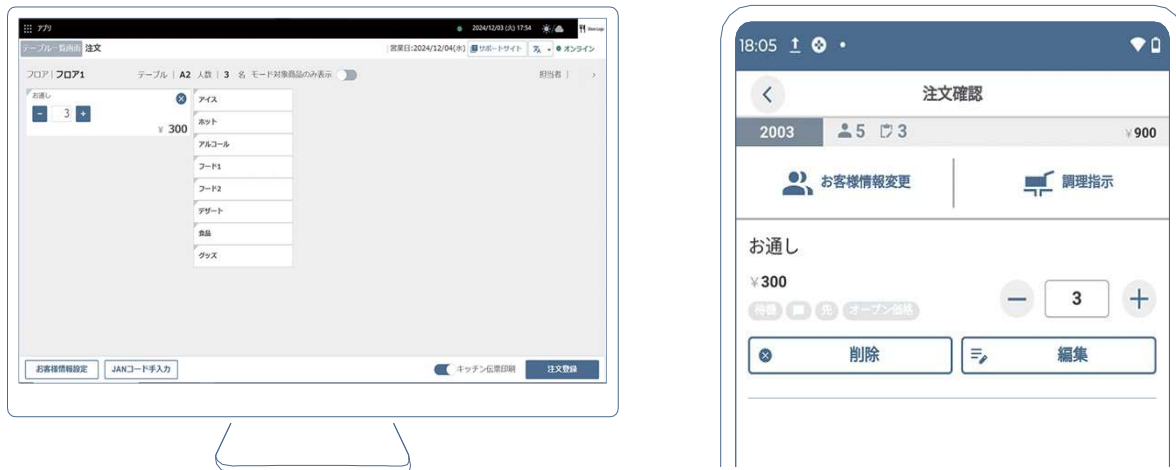 アプリ
2024/12/03 (火) 17:54
テーブル一覧画面 注文
営業日:2024/12/04(水) サポートサイト オンライン
フロア | フロア1 テーブル | A2 人数 | 3 名 モード対象商品のみ表示 担当者 |
お通し
- 3 +
¥ 300
アイス
ホット
アルコール
フード1
フード2
デザート
食品
グッズ
お客様情報設定 JANコード手入力 キッチン伝票印刷 注文登録
18:05
注文確認
2003 5 3 ¥900
お客様情報変更 調理指示
お通し
¥300
待機 先 オープン価格
− 3 +
削除 編集